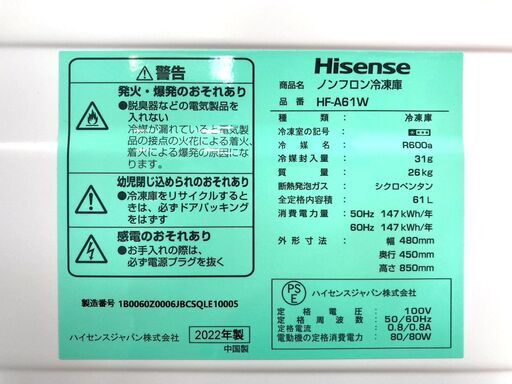 ⚠警告
発火・爆発のおそれあり
●脱臭器などの電気製品を
入れない
冷媒が漏れていると電気製
品の接点の火花による着火、
着火による爆発の原因にな
ります。
幼児閉じ込められのおそれあり
●冷凍庫をリサイクルすると
きは、必ずドアパッキング
をはずす
感電のおそれあり
●お手入れの際は、
必ず電源プラグを抜く
製造番号 1B0060Z0006JBCSQLE10005
ハイセンスジャパン株式会社
2022年製
中国製
Hisense
商品名 ノンフロン冷凍庫
品番 HF-A61W
種類: 冷凍庫
冷凍室の記号:
冷媒名: R600a
冷媒封入量: 31g
質量: 26kg
断熱発泡ガス: シクロペンタン
全定格内容積: 61L
消費電力量: 50Hz 147kWh/年
60Hz 147kWh/年
外形寸法: 幅 480mm
奥行 450mm
高さ 850mm
PS
E
ハイセンスジャパン株式会社
定格電圧: 100V
定格周波数: 50/60Hz
定格電流: 0.8/0.8A
電動機の定格消費電力: 80/80W